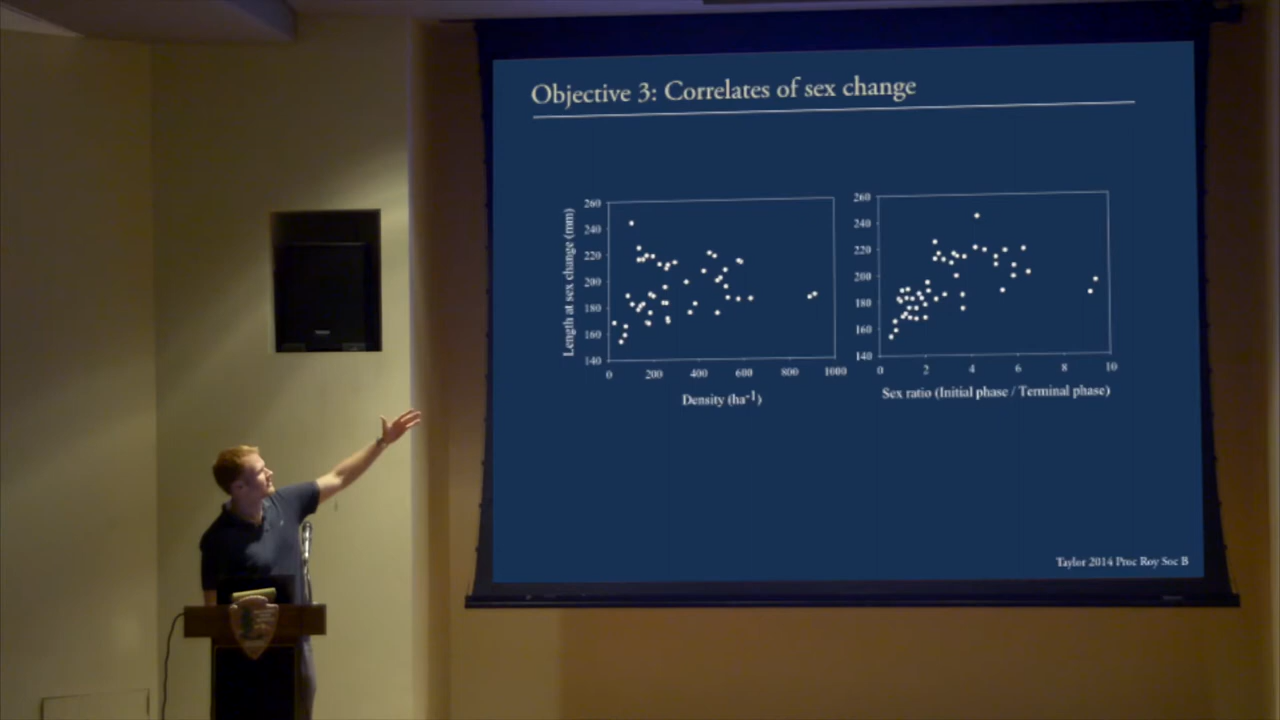 Objective 3: Correlates of sex change
Length at sex change (mm)
260
240
220
200
180
160
140
0 200 400 600 800 1000
Density (ha-1)
260
240
220
200
180
160
140
0 2 4 6 8 10
Sex ratio (Initial phase / Terminal phase)
Taylor 2014 Proc Roy Soc B